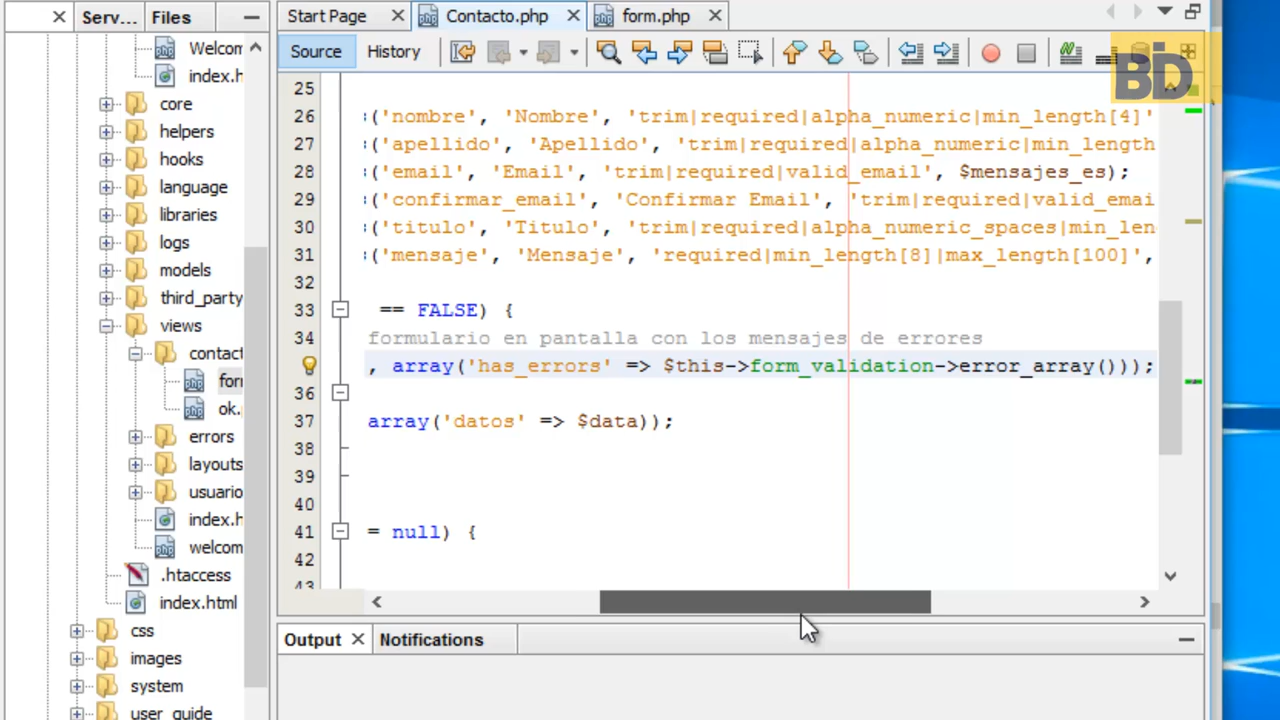 Serv...
Files
Start Page
Contacto.php
form.php
Source
History
BD
Welcom
index.h
core
helpers
hooks
language
libraries
logs
models
third_party
views
contact
for
ok.
errors
layouts
usuario
index.h
welcom
.htaccess
index.html
css
images
system
user_guide
25
26 :('nombre', 'Nombre', 'trim|required|alpha_numeric|min_length[4]'
27 :('apellido', 'Apellido', 'trim|required|alpha_numeric|min_length
28 :('email', 'Email', 'trim|required|valid_email', $mensajes_es);
29 :('confirmar_email', 'Confirmar Email', 'trim|required|valid_emai
30 :('titulo', 'Titulo', 'trim|required|alpha_numeric_spaces|min_len
31 :('mensaje', 'Mensaje', 'required|min_length[8]|max_length[100]',
32
33 == FALSE) {
34 formulario en pantalla con los mensajes de errores
, array('has_errors' => $this->form_validation->error_array()));
36
37 array('datos' => $data));
38
39
40
41 = null) {
42
43
Output
Notifications